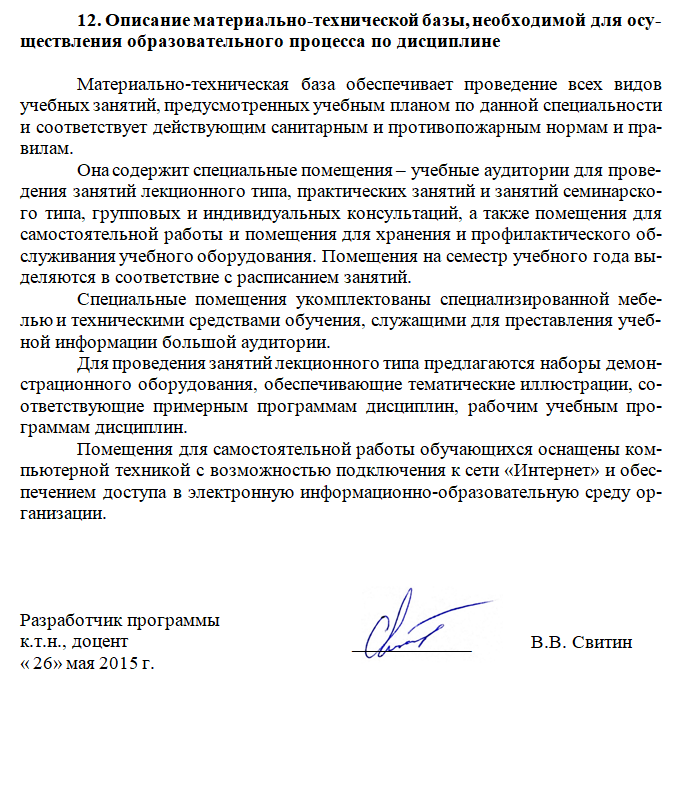 12. Описание материально-технической базы, необходимой для осу-
ществления образовательного процесса по дисциплине
Материально-техническая база обеспечивает проведение всех видов
учебных занятий, предусмотренных учебным планом по данной специальности
и соответствует действующим санитарным и противопожарным нормам и пра-
вилам.
Она содержит специальные помещения – учебные аудитории для прове-
дения занятий лекционного типа, практических занятий и занятий семинарско-
го типа, групповых и индивидуальных консультаций, а также помещения для
самостоятельной работы и помещения для хранения и профилактического об-
служивания учебного оборудования. Помещения на семестр учебного года вы-
деляются в соответствие с расписанием занятий.
Специальные помещения укомплектованы специализированной мебе-
лью и техническими средствами обучения, служащими для преставления учеб-
ной информации большой аудитории.
Для проведения занятий лекционного типа предлагаются наборы демон-
страционного оборудования, обеспечивающие тематические иллюстрации, со-
ответствующие примерным программам дисциплин, рабочим учебным про-
граммам дисциплин.
Помещения для самостоятельной работы обучающихся оснащены ком-
пьютерной техникой с возможностью подключения к сети «Интернет» и обес-
печением доступа в электронную информационно-образовательную среду ор-
ганизации.
Разработчик программы
к.т.н., доцент В.В. Свитин
« 26» мая 2015 г.